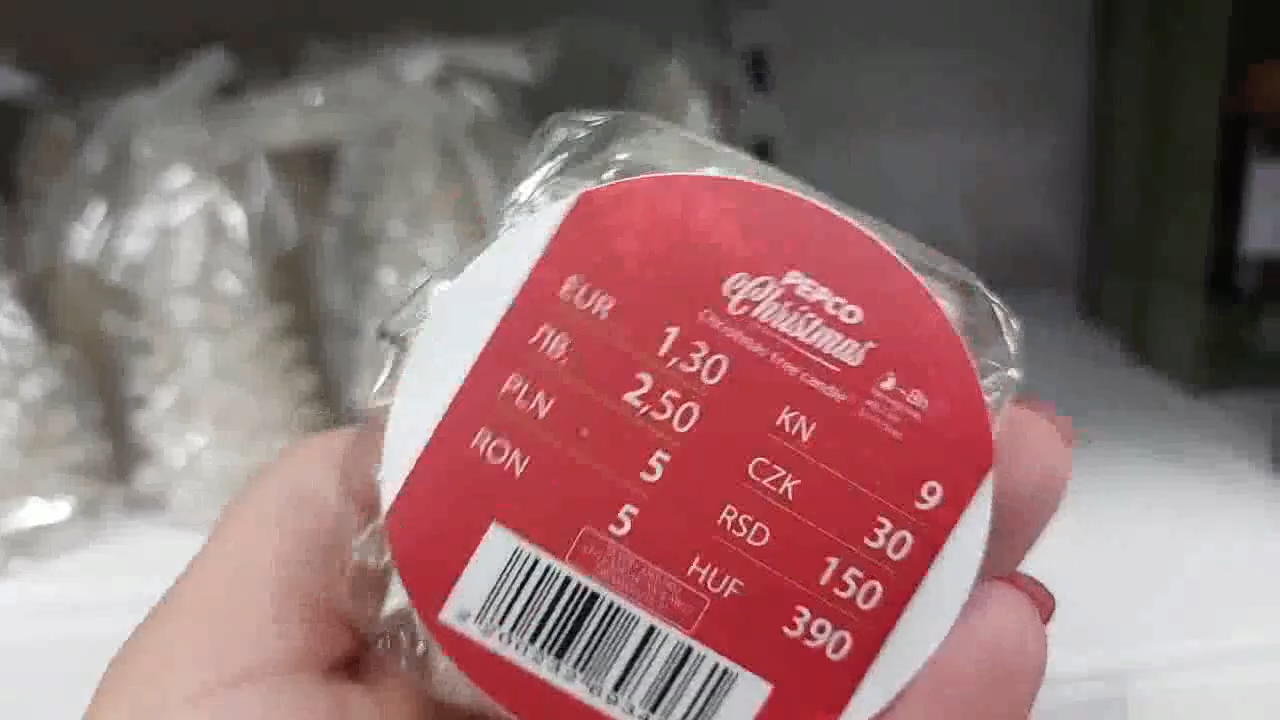 PEPCO
Christmas
EUR 1,30
ЛВ. 2,50
PLN 5
RON 5
KN 9
CZK 30
RSD 150
HUF 390